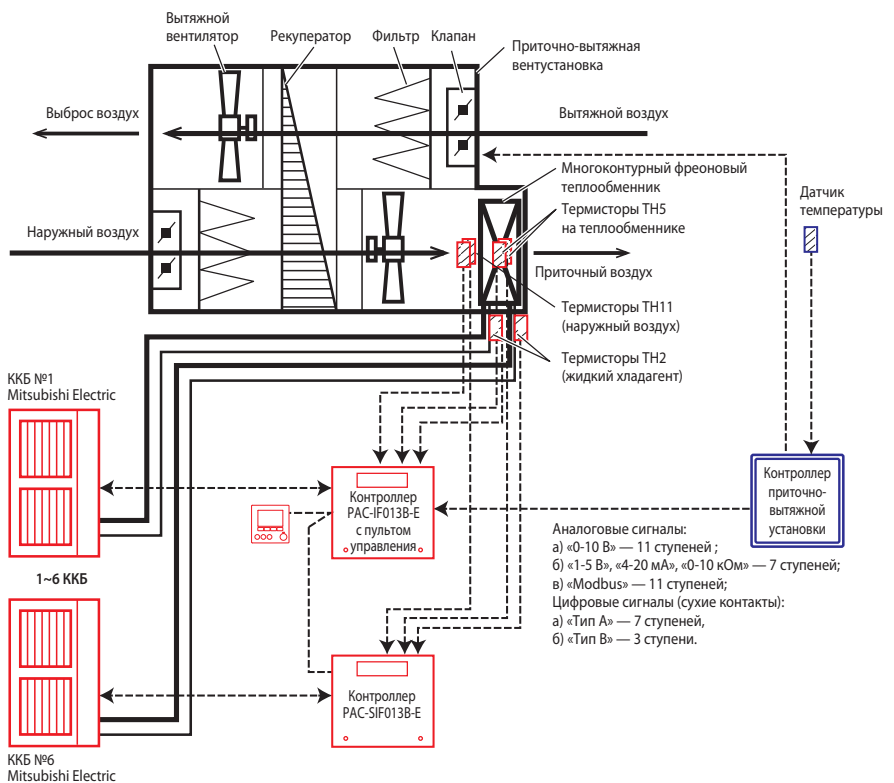 Вытяжной
вентилятор
Рекуператор
Фильтр
Клапан
Приточно-вытяжная
вентустановка
Выброс воздух
Вытяжной воздух
Многоконтурный фреоновый
теплообменник
Термисторы TH5
на теплообменнике
Датчик
температуры
Наружный воздух
Приточный воздух
Термисторы TH11
(наружный воздух)
Термисторы TH2
(жидкий хладагент)
ККБ №1
Mitsubishi Electric
Контроллер
PAC-IF013B-E
с пультом
управления
Контроллер
приточно-
вытяжной
установки
Аналоговые сигналы:
а) «0-10 В» — 11 ступеней ;
б) «1-5 В», «4-20 мА», «0-10 кОм» — 7 ступеней;
в) «Modbus» — 11 ступеней;
Цифровые сигналы (сухие контакты):
а) «Тип А» — 7 ступеней,
б) «Тип В» — 3 ступени.
1~6 ККБ
Контроллер
PAC-SIF013B-E
ККБ №6
Mitsubishi Electric